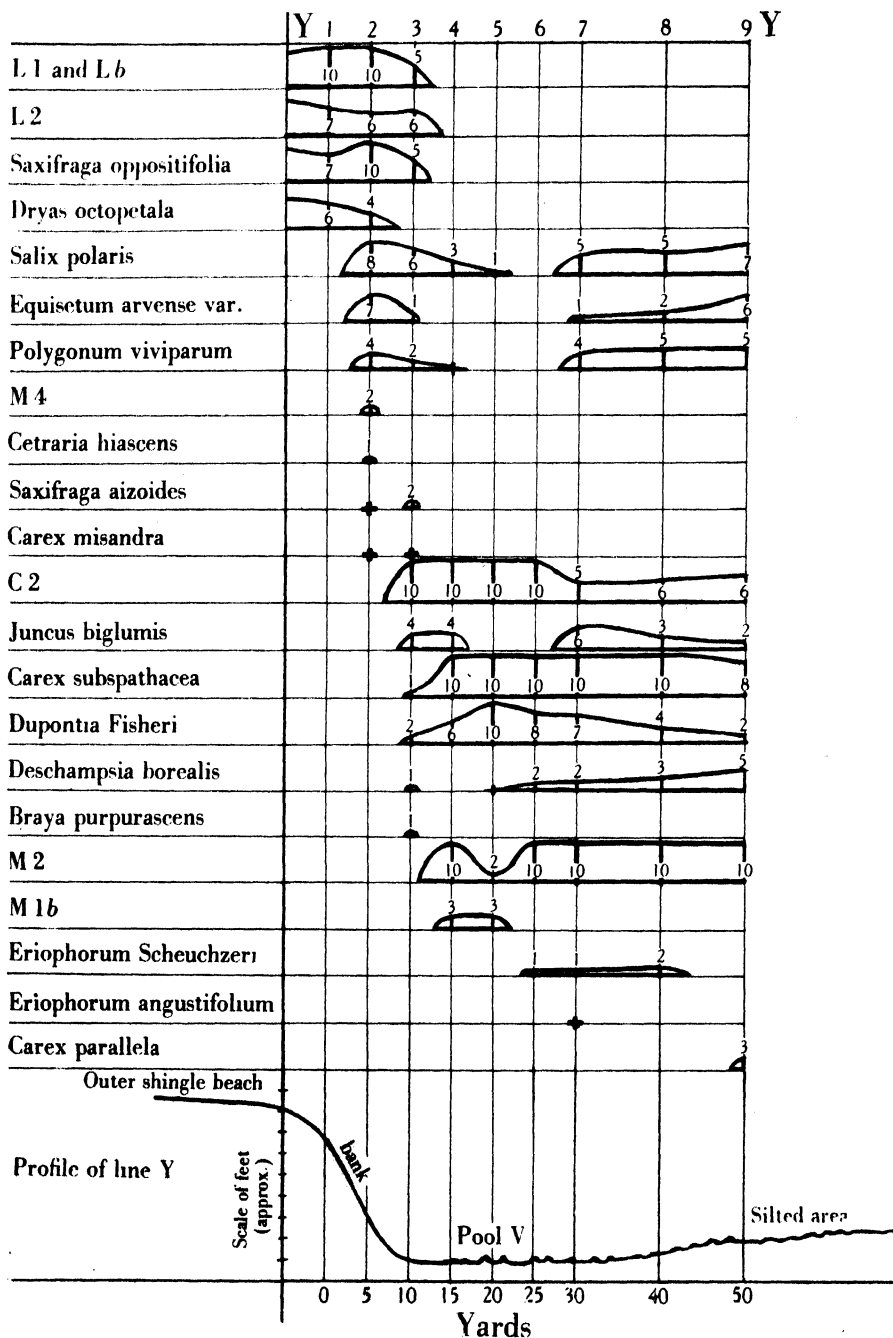 Y 1 2 3 4 5 6 7 8 9 Y
L 1 and Lb 10 10 5
L 2 7 6 6
Saxifraga oppositifolia 7 10 5
Dryas octopetala 6 4
Salix polaris 8 6 3 1 5 5 7
Equisetum arvense var. 7 1 1 2 6
Polygonum viviparum 4 2 4 5 5
M 4 2
Cetraria hiascens
Saxifraga aizoides 2
Carex misandra
C 2 10 10 10 10 5 6 6
Juncus biglumis 4 4 6 3 2
Carex subspathacea 10 10 10 10 10 8
Dupontia Fisheri 2 6 10 8 7 4 2
Deschampsia borealis 1 2 2 3 5
Braya purpurascens 1
M 2 10 2 10 10 10 10
M 1b 3 3
Eriophorum Scheuchzeri 1 1 2
Eriophorum angustifolium
Carex parallela 3
Outer shingle beach
bank
Profile of line Y
Scale of feet
(approx.)
Pool V
Silted area
0 5 10 15 20 25 30 40 50
Yards